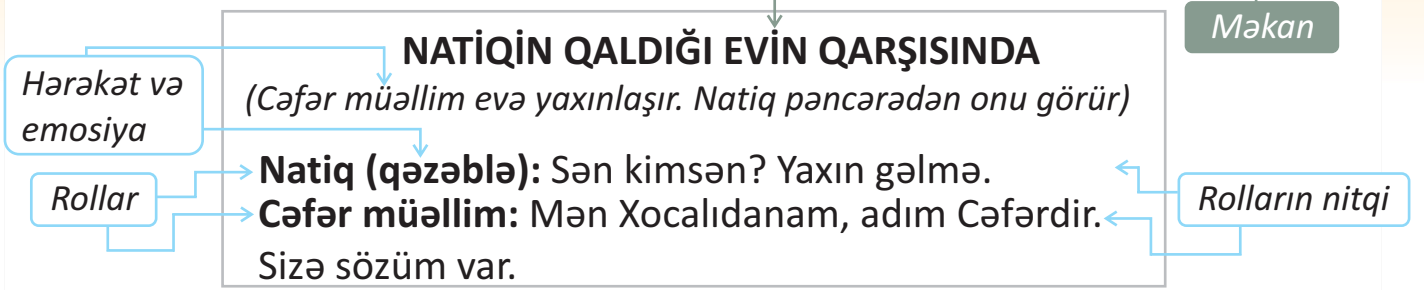 Məkan
NATİQİN QALDIĞI EVİN QARŞISINDA
Hərəkət və
emosiya
(Cəfər müəllim evə yaxınlaşır. Natiq pəncərədən onu görür)
Natiq (qəzəblə): Sən kimsən? Yaxın gəlmə.
Rollar
Rolların nitqi
Cəfər müəllim: Mən Xocalıdanam, adım Cəfərdir.
Sizə sözüm var.